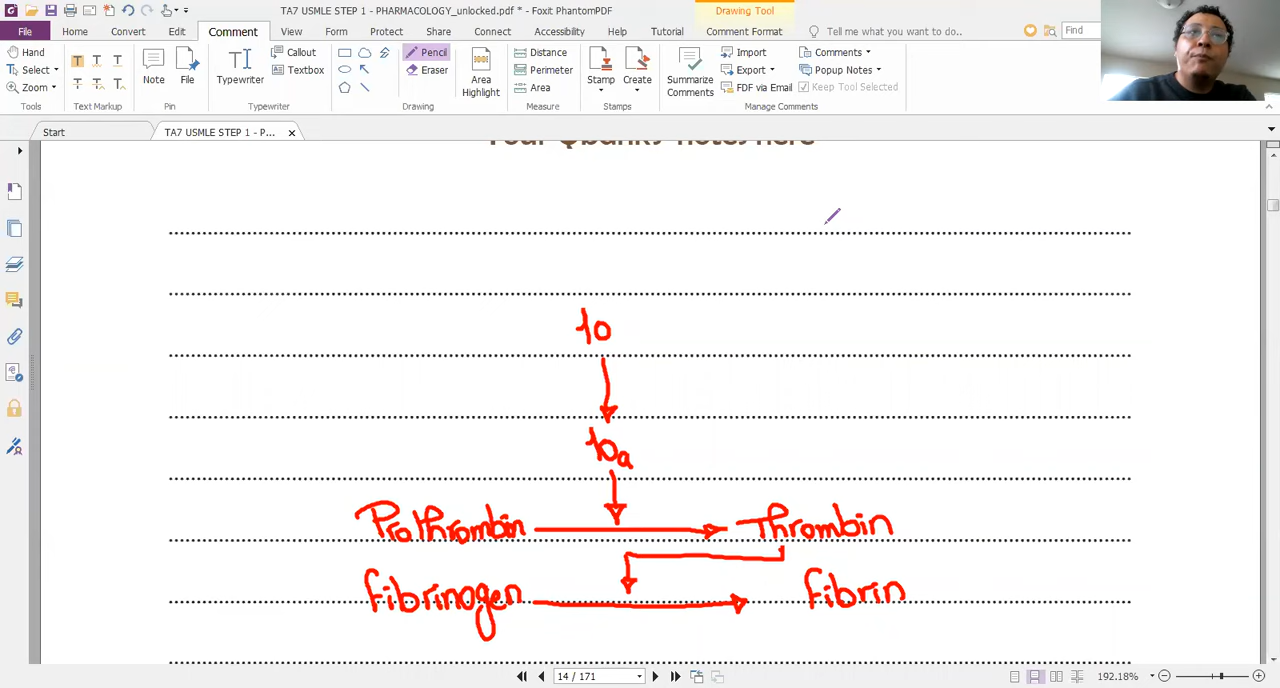 TA7 USMLE STEP 1 - PHARMACOLOGY_unlocked.pdf * - Foxit PhantomPDF
Drawing Tool
File Home Convert Edit Comment View Form Protect Share Connect Accessibility Help Tutorial Comment Format Tell me what you want to do.. Find
Hand
Select
Zoom
Tools
T T T
T T T
Text Markup
Note
File
Pin
Typewriter
Callout
Textbox
Typewriter
Pencil
Eraser
Drawing
Area Highlight
Distance
Perimeter
Area
Measure
Stamp
Create
Stamps
Summarize Comments
Import
Export
FDF via Email
Comments
Popup Notes
Keep Tool Selected
Manage Comments
Start
TA7 USMLE STEP 1 - P...
Your Qbanks notes here
10
10a
Prothrombin Thrombin
fibrinogen fibrin
14 / 171
192.18%